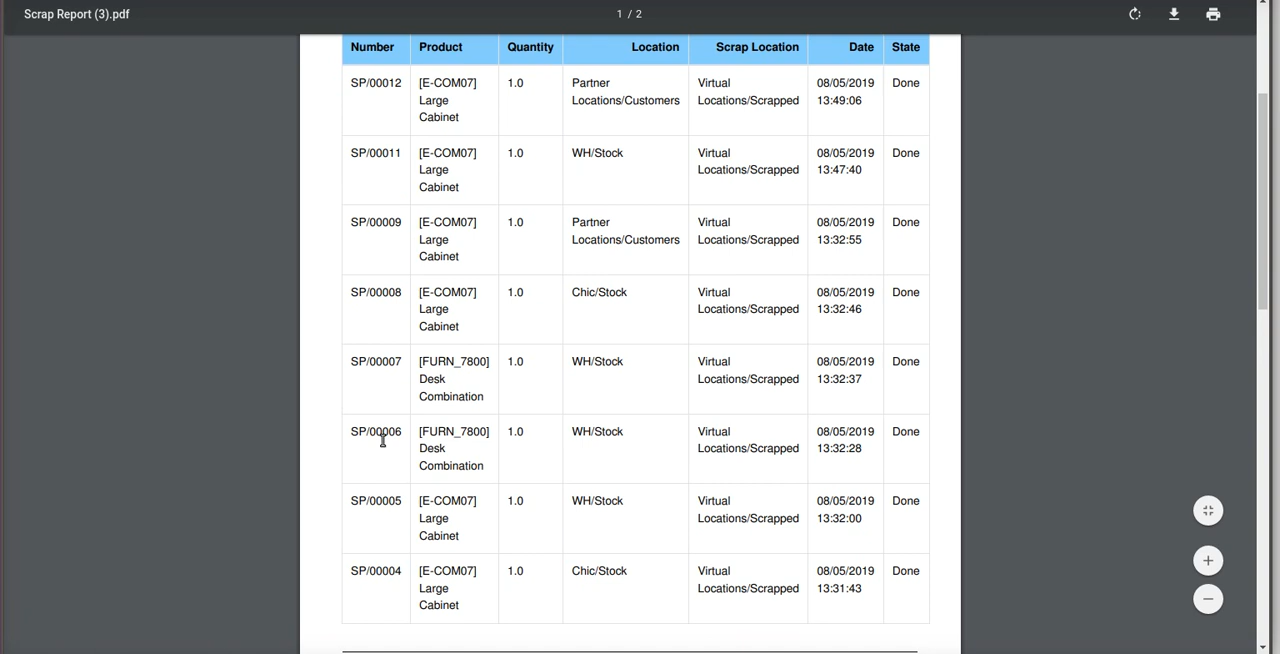 Scrap Report (3).pdf
1 / 2
Number Product Quantity Location Scrap Location Date State
SP/00012 [E-COM07] 1.0 Partner Virtual 08/05/2019 Done
Large Locations/Customers Locations/Scrapped 13:49:06
Cabinet
SP/00011 [E-COM07] 1.0 WH/Stock Virtual 08/05/2019 Done
Large Locations/Scrapped 13:47:40
Cabinet
SP/00009 [E-COM07] 1.0 Partner Virtual 08/05/2019 Done
Large Locations/Customers Locations/Scrapped 13:32:55
Cabinet
SP/00008 [E-COM07] 1.0 Chic/Stock Virtual 08/05/2019 Done
Large Locations/Scrapped 13:32:46
Cabinet
SP/00007 [FURN_7800] 1.0 WH/Stock Virtual 08/05/2019 Done
Desk Locations/Scrapped 13:32:37
Combination
SP/00006 [FURN_7800] 1.0 WH/Stock Virtual 08/05/2019 Done
Desk Locations/Scrapped 13:32:28
Combination
SP/00005 [E-COM07] 1.0 WH/Stock Virtual 08/05/2019 Done
Large Locations/Scrapped 13:32:00
Cabinet
SP/00004 [E-COM07] 1.0 Chic/Stock Virtual 08/05/2019 Done
Large Locations/Scrapped 13:31:43
Cabinet